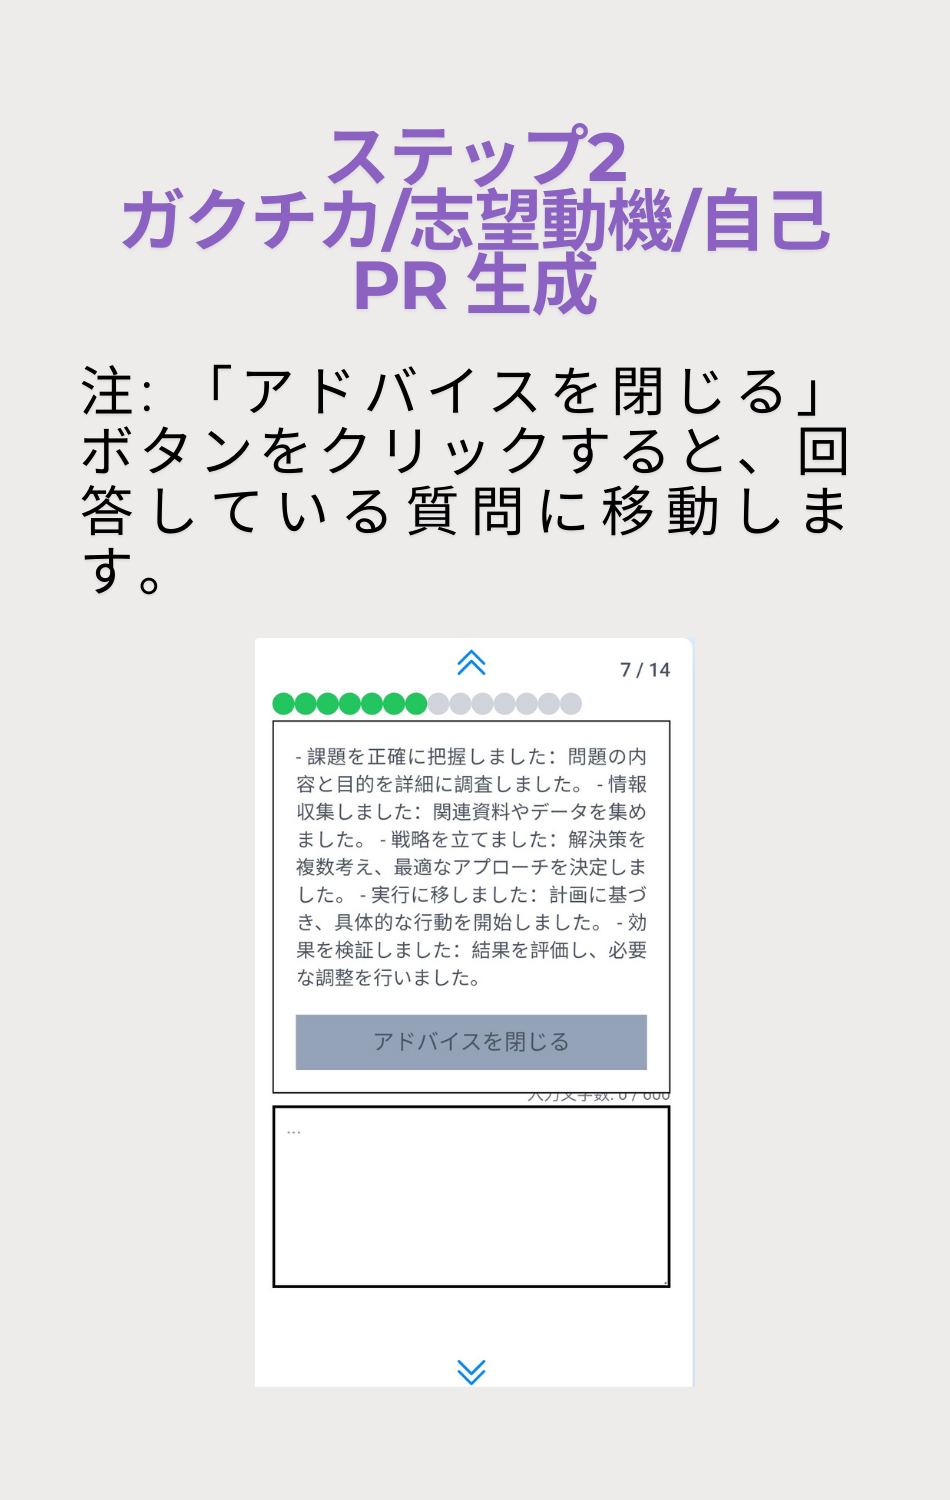 ステップ2
ガクチカ/志望動機/自己
PR 生成
注: 「アドバイスを閉じる」
ボタンをクリックすると、回
答している質問に移動しま
す。
7 / 14
- 課題を正確に把握しました：問題の内
容と目的を詳細に調査しました。 - 情報
収集しました：関連資料やデータを集め
ました。 - 戦略を立てました：解決策を
複数考え、最適なアプローチを決定しま
した。 - 実行に移しました：計画に基づ
き、具体的な行動を開始しました。 - 効
果を検証しました：結果を評価し、必要
な調整を行いました。
アドバイスを閉じる
入力文字数: 0 / 600
...